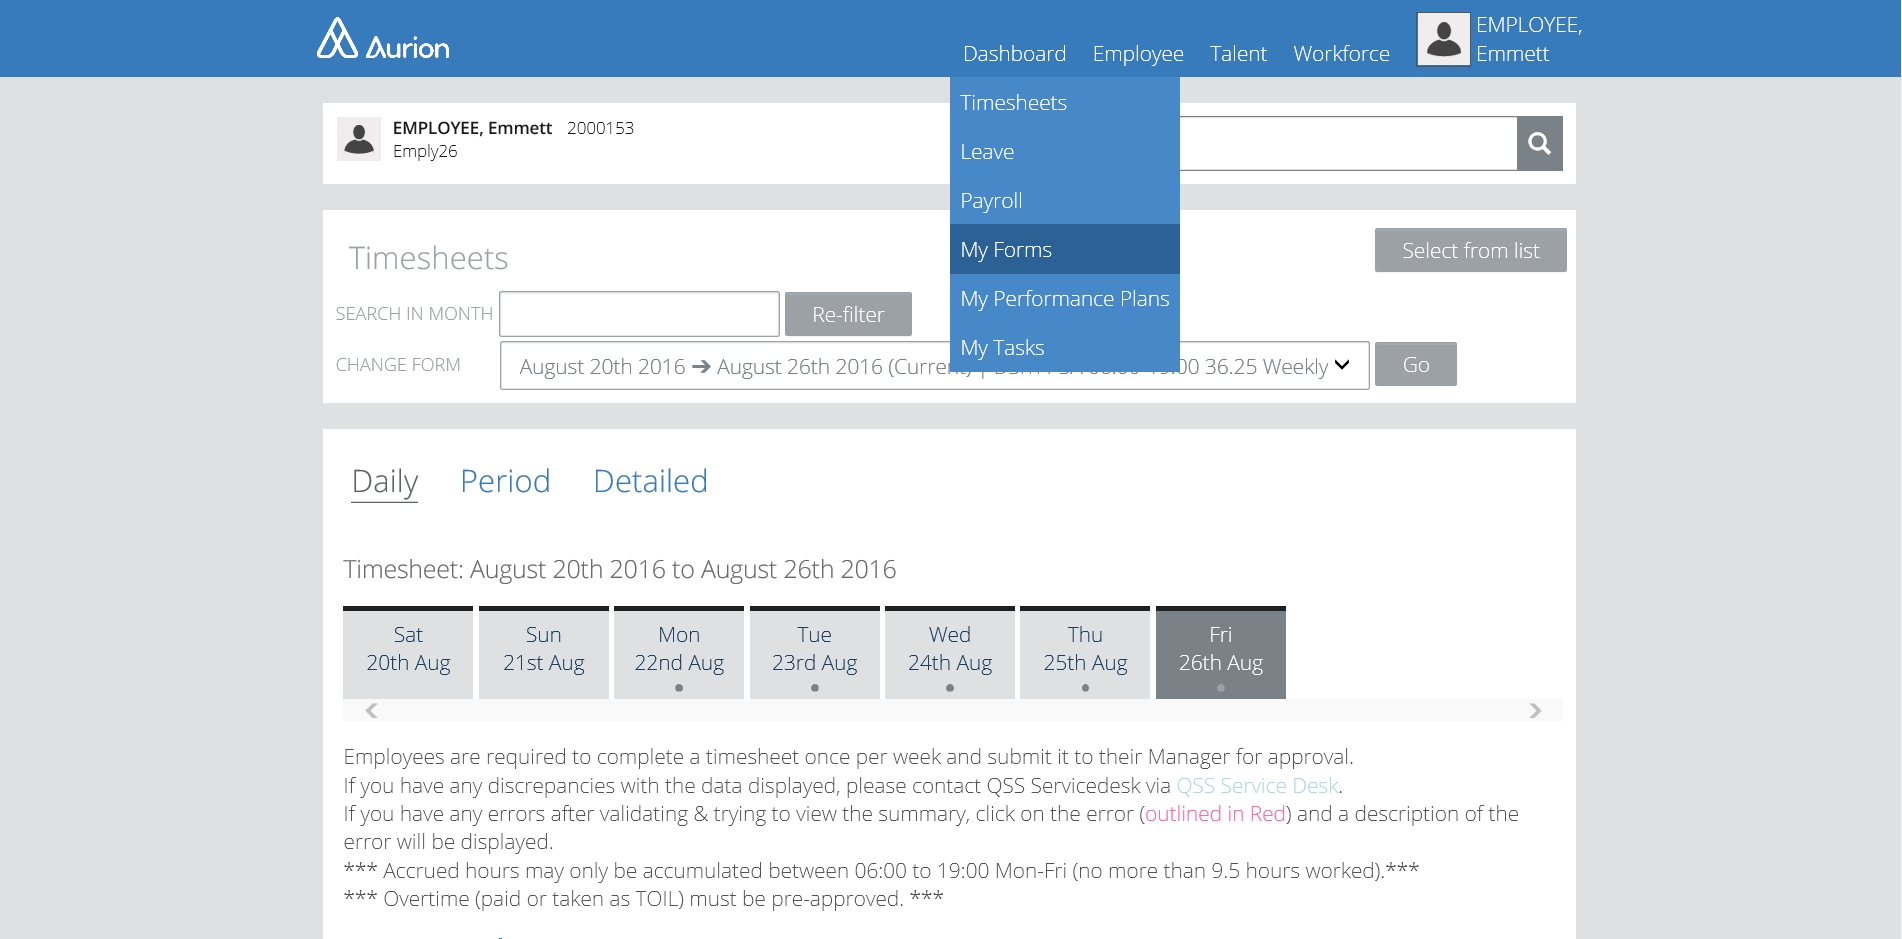 Aurion
Dashboard Employee Talent Workforce
EMPLOYEE,
Emmett
Timesheets
Leave
Payroll
My Forms
My Performance Plans
My Tasks
EMPLOYEE, Emmett 2000153
Emply26
Timesheets
Select from list
SEARCH IN MONTH Re-filter
CHANGE FORM August 20th 2016 ➔ August 26th 2016 (Current) 36.25 Weekly Go
Daily Period Detailed
Timesheet: August 20th 2016 to August 26th 2016
Sat Sun Mon Tue Wed Thu Fri
20th Aug 21st Aug 22nd Aug 23rd Aug 24th Aug 25th Aug 26th Aug
Employees are required to complete a timesheet once per week and submit it to their Manager for approval.
If you have any discrepancies with the data displayed, please contact QSS Servicedesk via QSS Service Desk.
If you have any errors after validating & trying to view the summary, click on the error (outlined in Red) and a description of the
error will be displayed.
*** Accrued hours may only be accumulated between 06:00 to 19:00 Mon-Fri (no more than 9.5 hours worked).***
*** Overtime (paid or taken as TOIL) must be pre-approved. ***